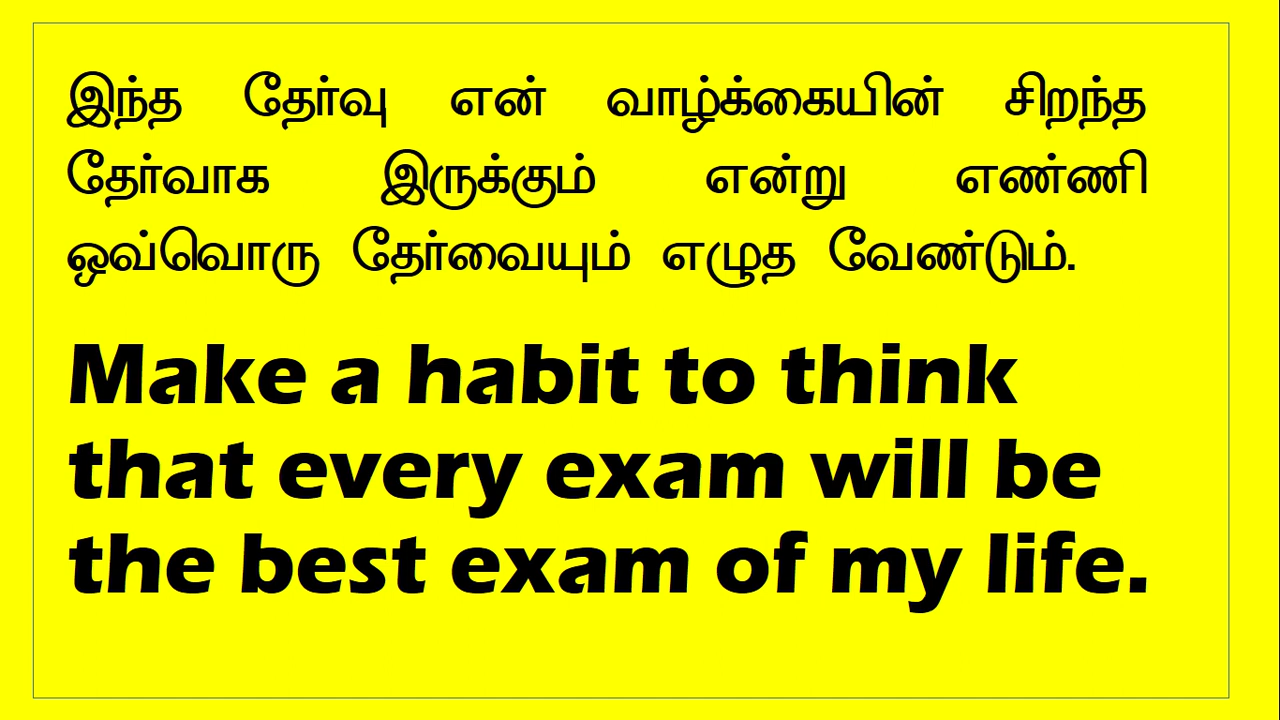 இந்த தேர்வு என் வாழ்க்கையின் சிறந்த
தேர்வாக இருக்கும் என்று எண்ணி
ஒவ்வொரு தேர்வையும் எழுத வேண்டும்.
Make a habit to think
that every exam will be
the best exam of my life.